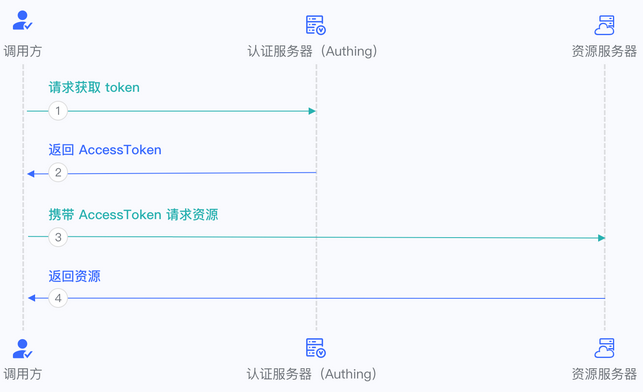 调用方
认证服务器（Authing）
资源服务器
请求获取 token
1
返回 AccessToken
2
携带 AccessToken 请求资源
3
返回资源
4
调用方
认证服务器（Authing）
资源服务器